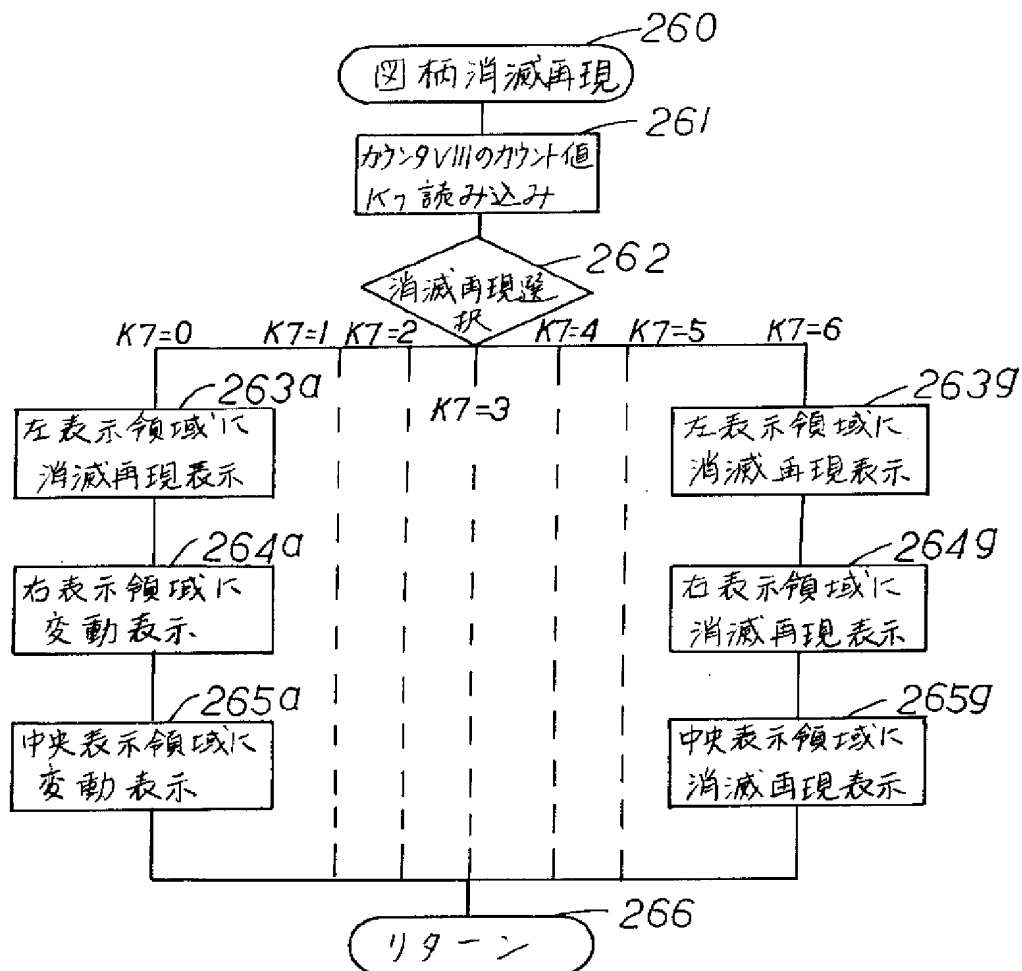 260
図柄消滅再現
261
カウンタVIIIのカウント値
K7読み込み
262
消滅再現選
択
K7=0 K7=1 K7=2 K7=4 K7=5 K7=6
K7=3
263a
左表示領域に
消滅再現表示
263g
左表示領域に
消滅再現表示
264a
右表示領域に
変動表示
264g
右表示領域に
消滅再現表示
265a
中央表示領域に
変動表示
265g
中央表示領域に
消滅再現表示
266
リターン